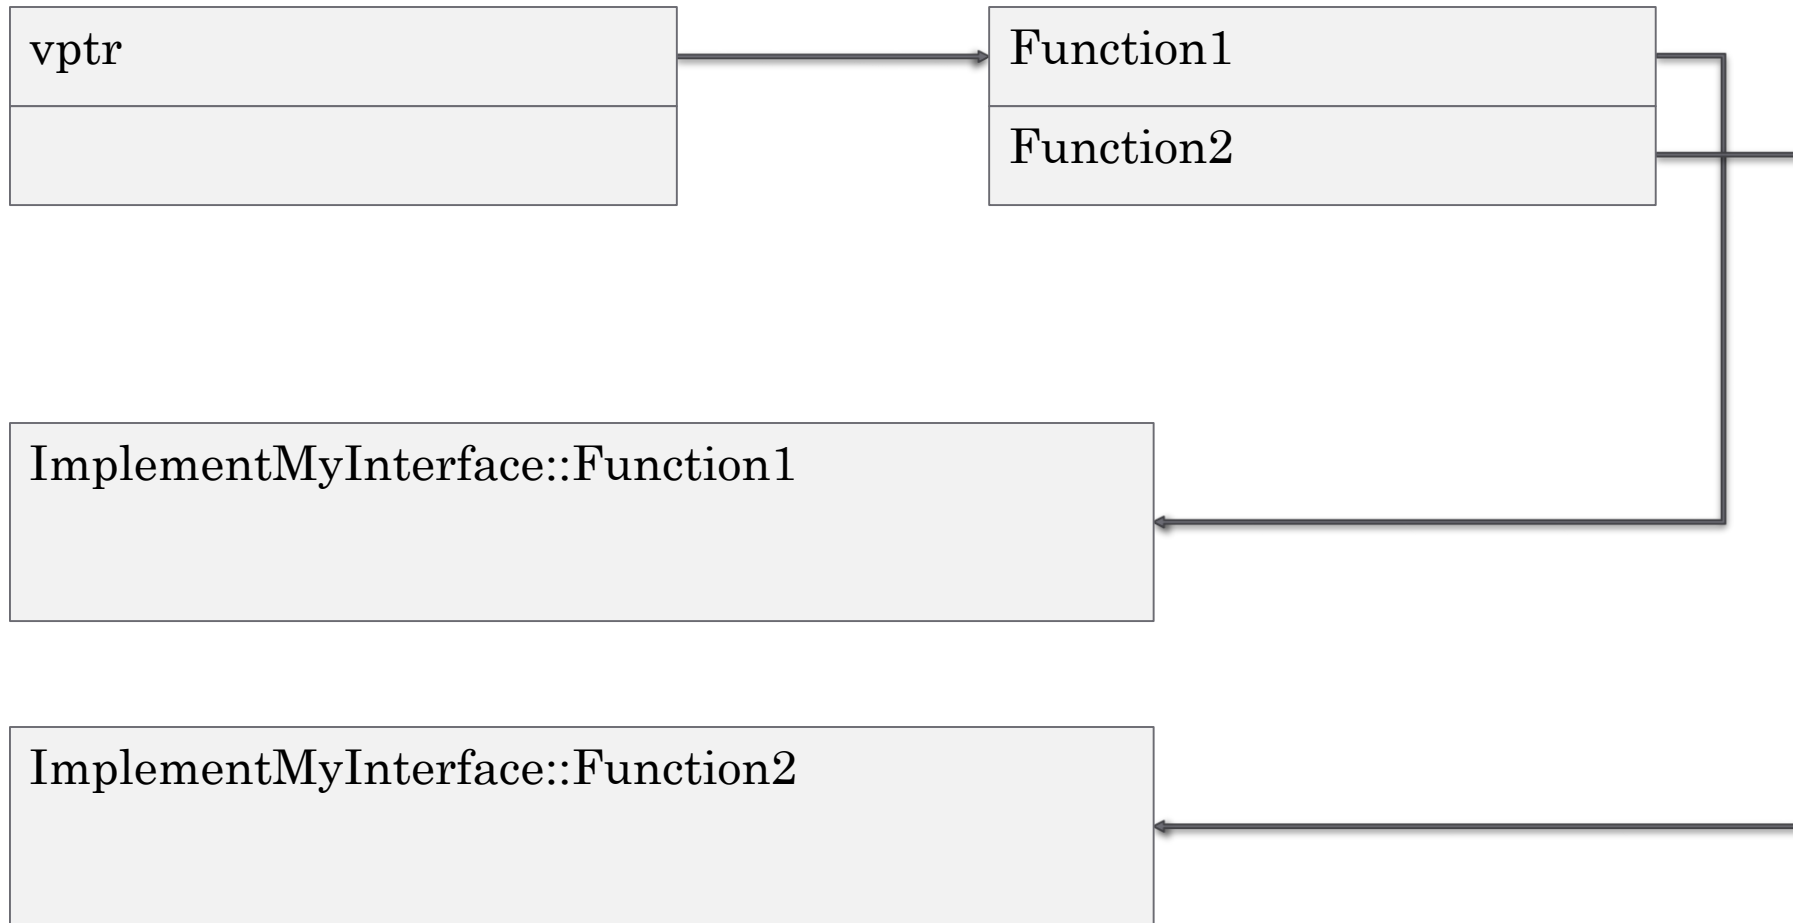 vptr
Function1
Function2
ImplementMyInterface::Function1
ImplementMyInterface::Function2